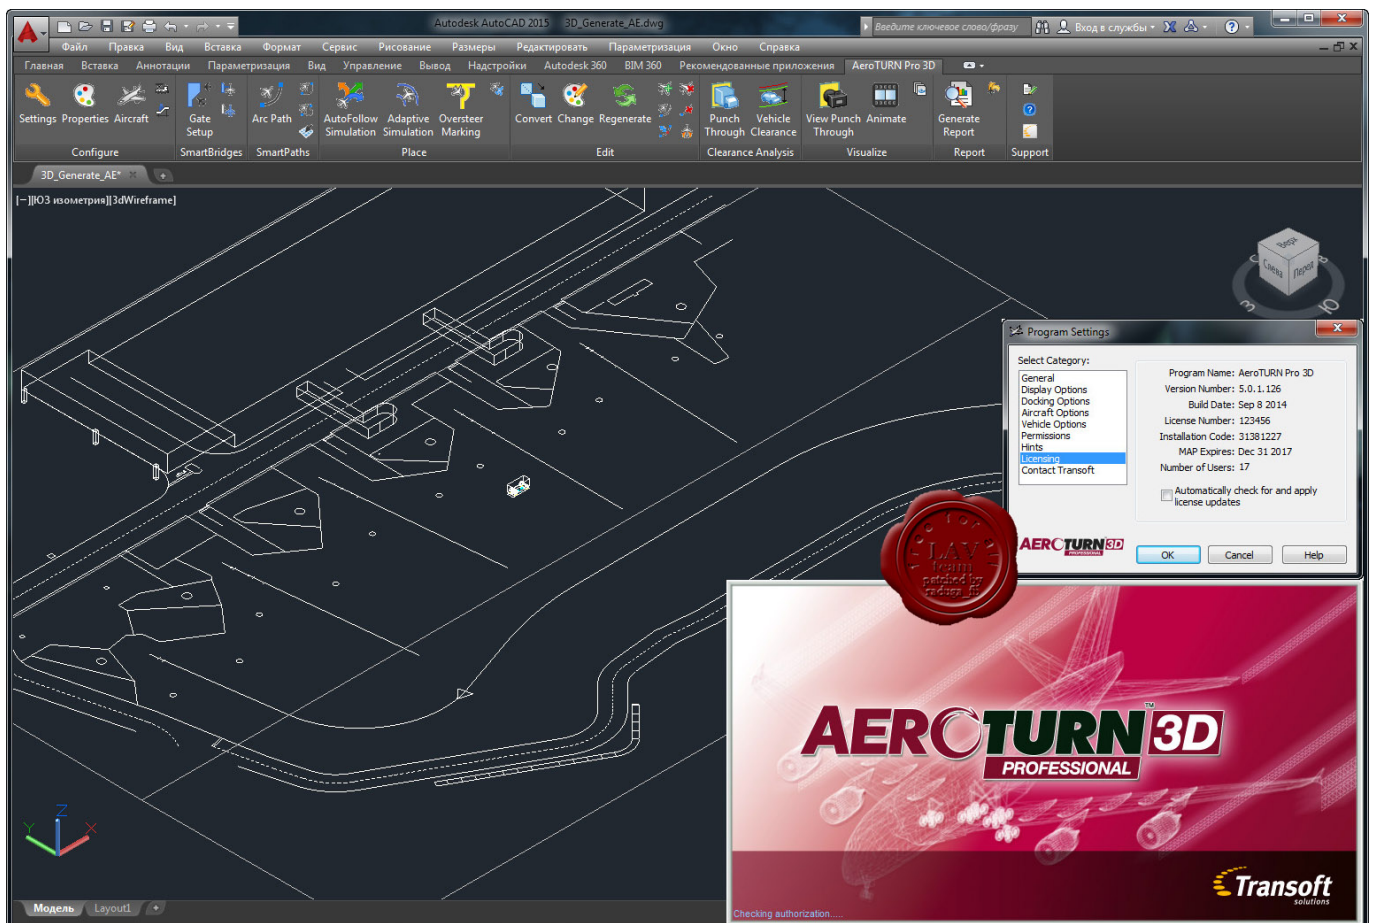 Autodesk AutoCAD 2015 3D_Generate_AE.dwg
Введите ключевое слово/фразу
Вход в службы
Файл Правка Вид Вставка Формат Сервис Рисование Размеры Редактировать Параметризация Окно Справка
Главная Вставка Аннотации Параметризация Вид Управление Вывод Надстройки Autodesk 360 BIM 360 Рекомендованные приложения AeroTURN Pro 3D
Settings Properties Aircraft Gate Setup Arc Path AutoFollow Simulation Adaptive Simulation Oversteer Marking Convert Change Regenerate Punch Through Vehicle Clearance View Punch Through Animate Generate Report
Configure SmartBridges SmartPaths Place Edit Clearance Analysis Visualize Report Support
3D_Generate_AE*
[−][ЮЗ изометрия][3dWireframe]
Верх
Слева Перед
С В
З Ю
Program Settings
Select Category:
General
Display Options
Docking Options
Aircraft Options
Vehicle Options
Permissions
Hints
Licensing
Contact Transoft
Program Name: AeroTURN Pro 3D
Version Number: 5.0.1.126
Build Date: Sep 8 2014
License Number: 123456
Installation Code: 31381227
MAP Expires: Dec 31 2017
Number of Users: 17
Automatically check for and apply
license updates
AEROTURN 3D
PROFESSIONAL
OK Cancel Help
LAV
team
patched by
AEROTURN™ 3D
PROFESSIONAL
Transoft
solutions
Checking authorization.....
Z
Y X
Модель Layout1